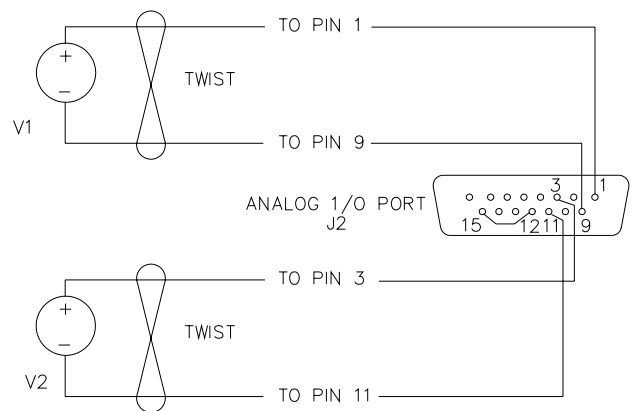 TO PIN 1
+
TWIST
−
V1
TO PIN 9
3 1
ANALOG 1/O PORT
J2
15 12 11 9
TO PIN 3
+
TWIST
−
V2
TO PIN 11